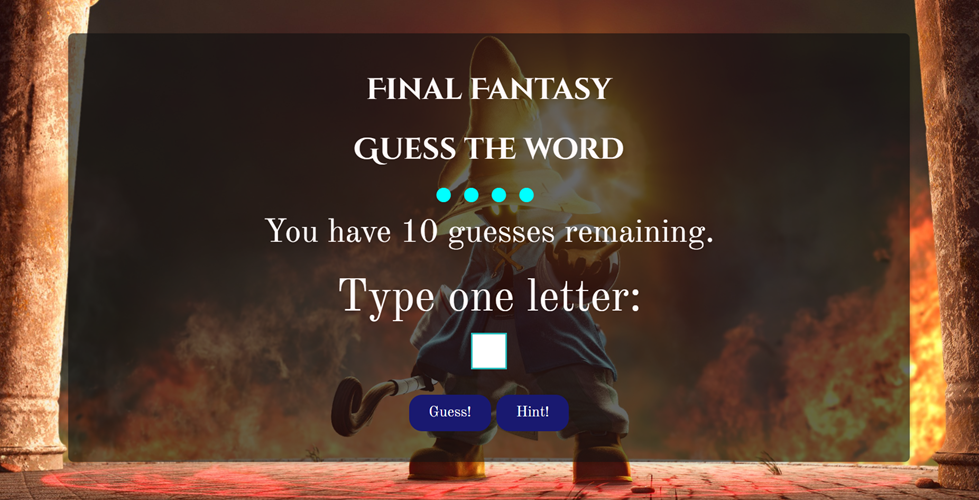 Final Fantasy
Guess the word
You have 10 guesses remaining.
Type one letter:
Guess! Hint!